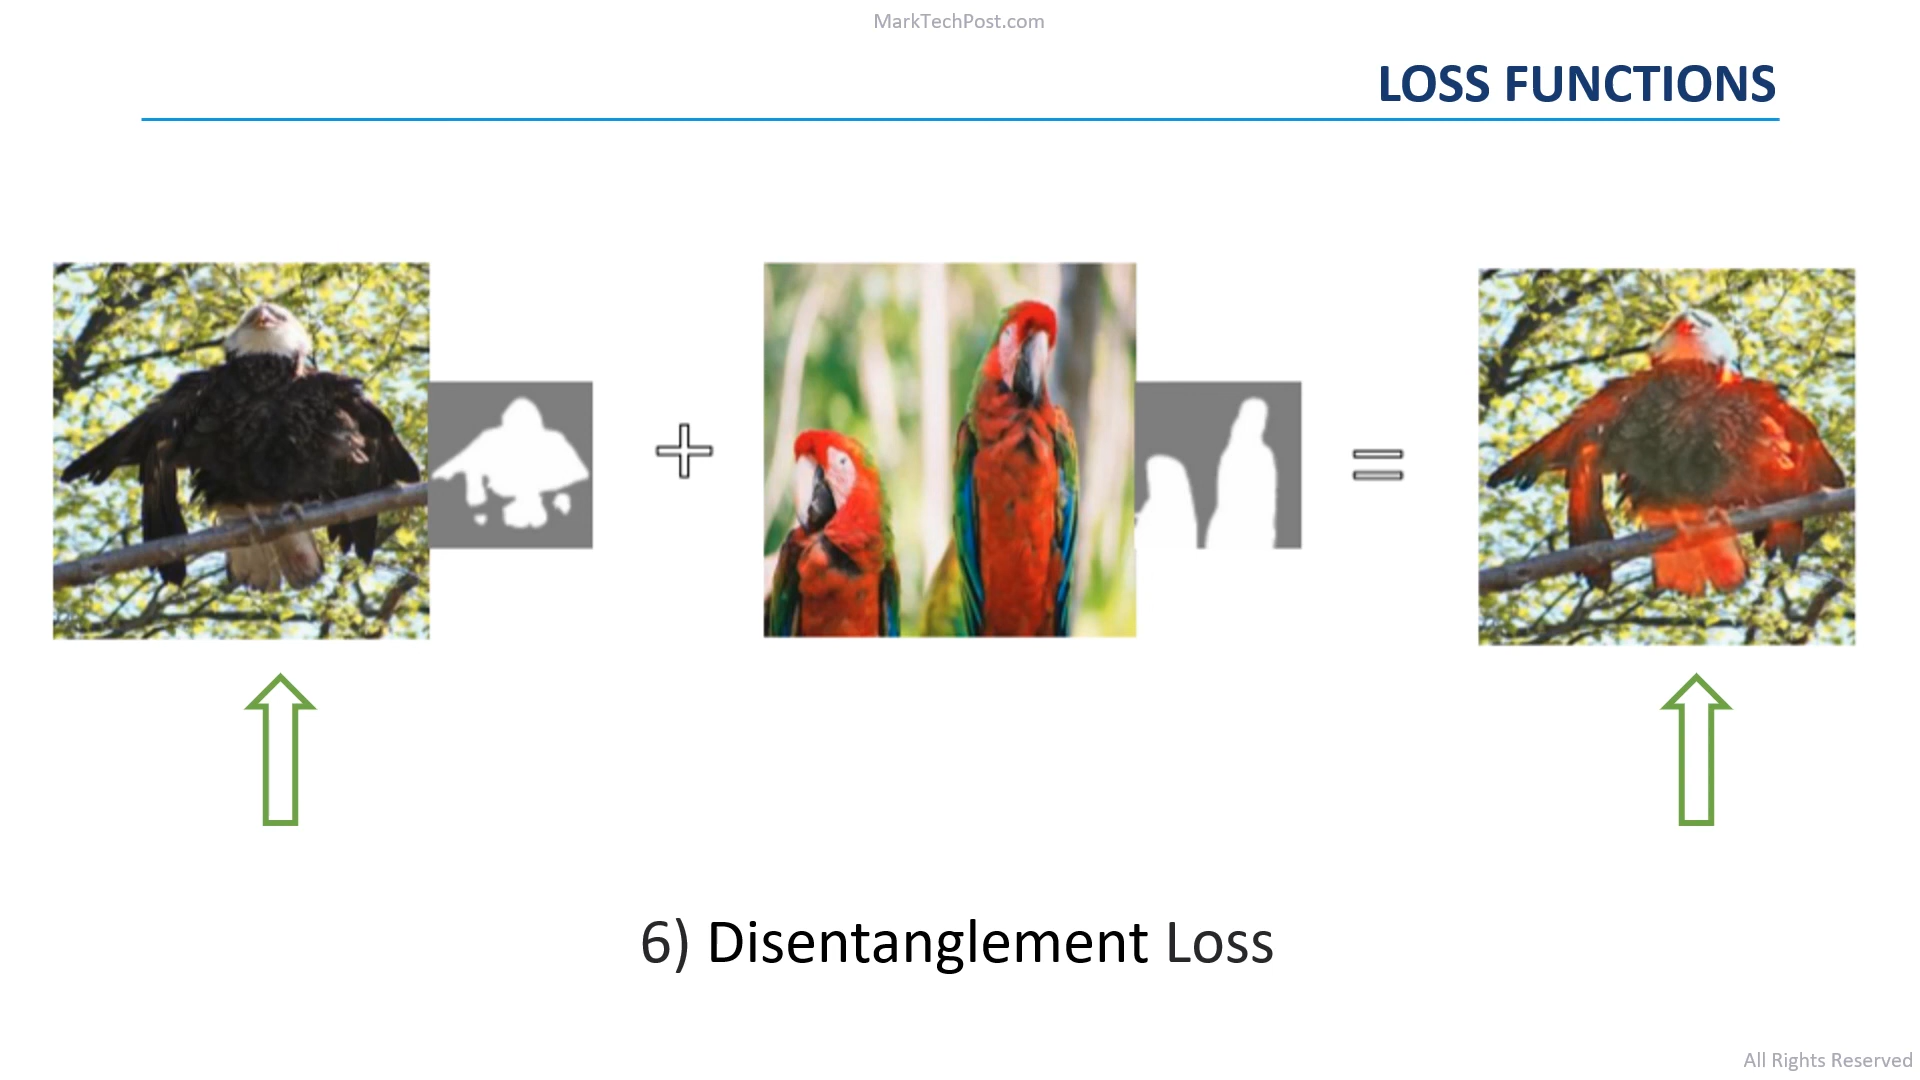 MarkTechPost.com
LOSS FUNCTIONS
6) Disentanglement Loss
All Rights Reserved